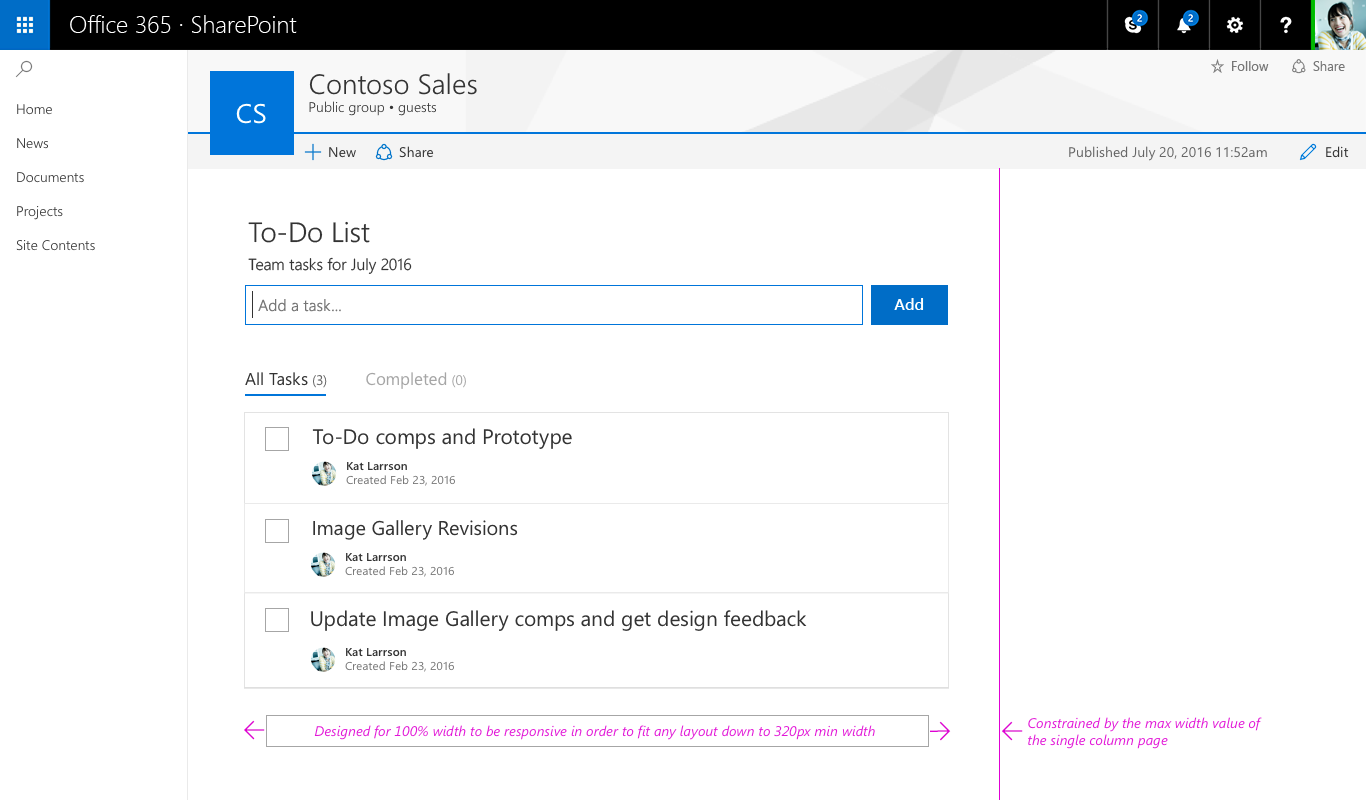 Office 365 · SharePoint
2
2
?
Home
News
Documents
Projects
Site Contents
CS
Contoso Sales
Public group • guests
Follow
Share
New
Share
Published July 20, 2016 11:52am
Edit
To-Do List
Team tasks for July 2016
Add a task...
Add
All Tasks (3)
Completed (0)
To-Do comps and Prototype
Kat Larrson
Created Feb 23, 2016
Image Gallery Revisions
Kat Larrson
Created Feb 23, 2016
Update Image Gallery comps and get design feedback
Kat Larrson
Created Feb 23, 2016
Designed for 100% width to be responsive in order to fit any layout down to 320px min width
Constrained by the max width value of
the single column page